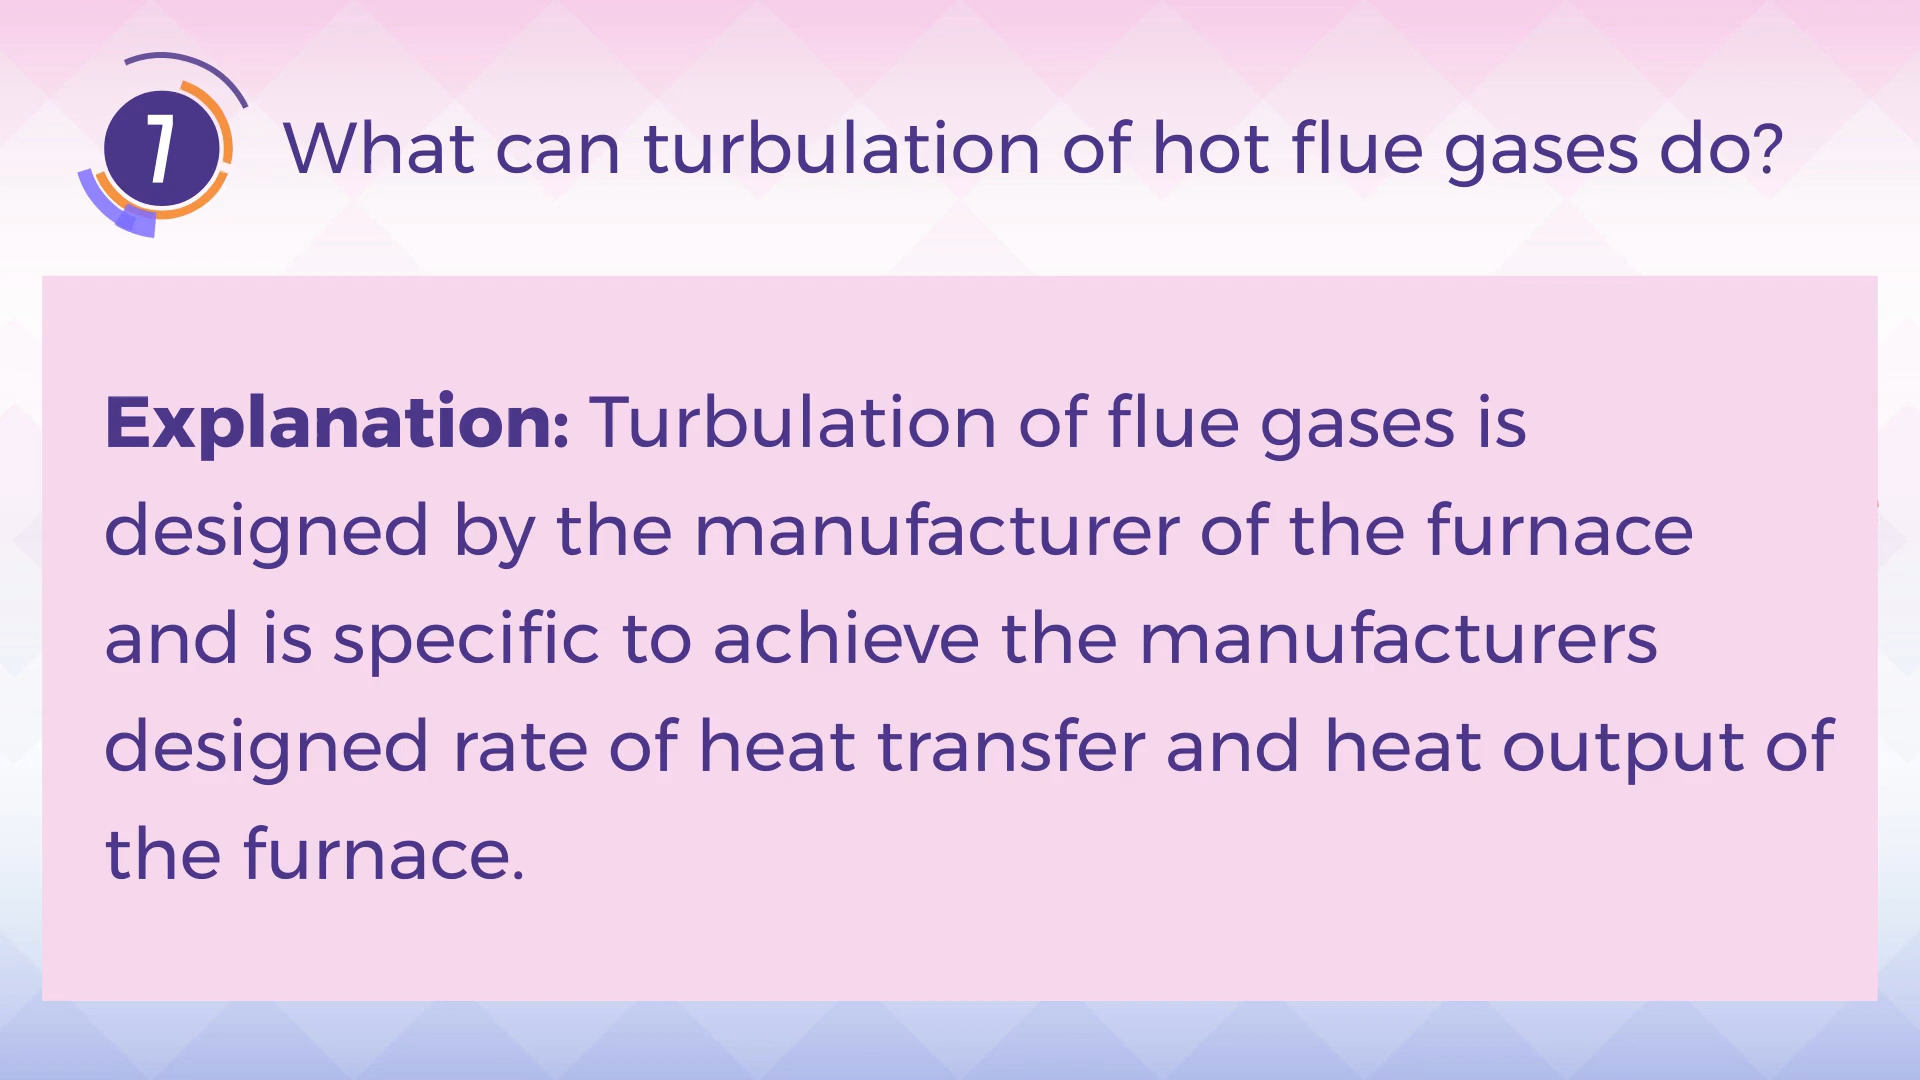 7
What can turbulation of hot flue gases do?
Explanation: Turbulation of flue gases is
designed by the manufacturer of the furnace
and is specific to achieve the manufacturers
designed rate of heat transfer and heat output of
the furnace.